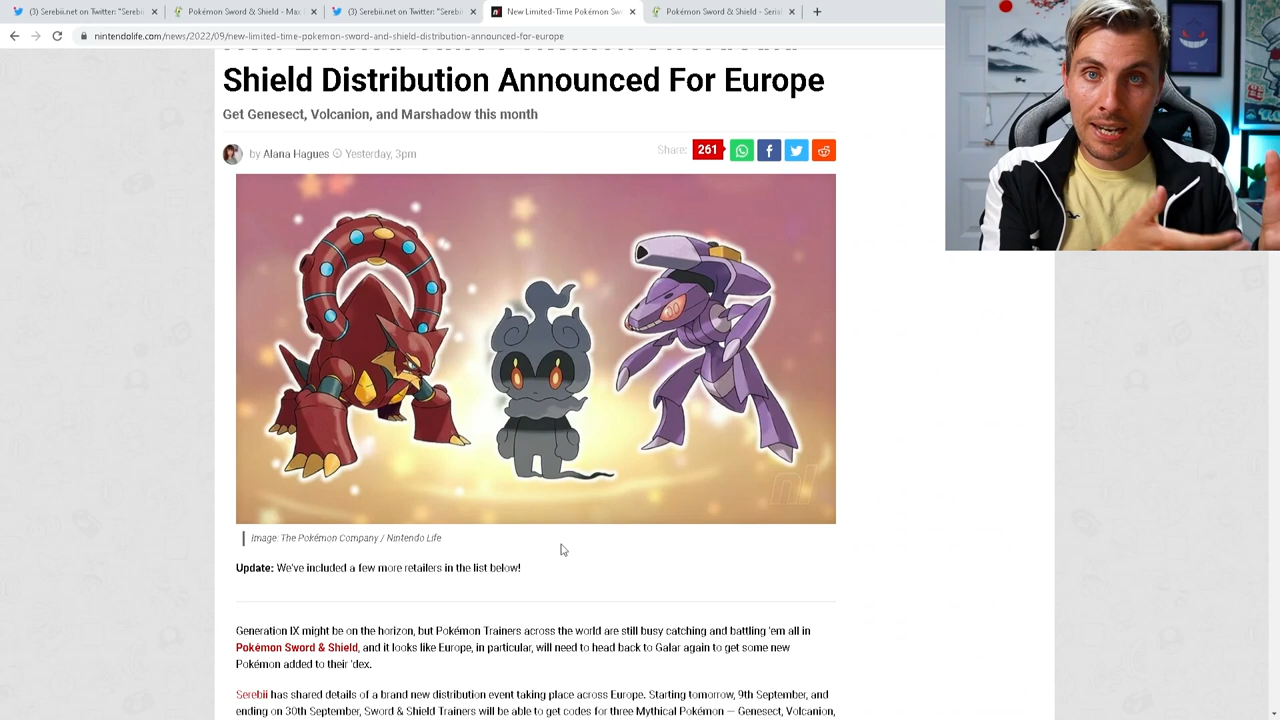 (3) Serebii.net on Twitter: "Serebii
Pokémon Sword & Shield - Max
(3) Serebii.net on Twitter: "Serebii
New Limited-Time Pokémon Sw
Pokémon Sword & Shield - Serial
nintendolife.com/news/2022/09/new-limited-time-pokemon-sword-and-shield-distribution-announced-for-europe
Shield Distribution Announced For Europe
Get Genesect, Volcanion, and Marshadow this month
by Alana Hagues Yesterday, 3pm
Share: 261
nl
Image: The Pokémon Company / Nintendo Life
Update: We've included a few more retailers in the list below!
Generation IX might be on the horizon, but Pokémon Trainers across the world are still busy catching and battling 'em all in
Pokémon Sword & Shield, and it looks like Europe, in particular, will need to head back to Galar again to get some new
Pokémon added to their 'dex.
Serebii has shared details of a brand new distribution event taking place across Europe. Starting tomorrow, 9th September, and
ending on 30th September, Sword & Shield Trainers will be able to get codes for three Mythical Pokémon — Genesect, Volcanion,